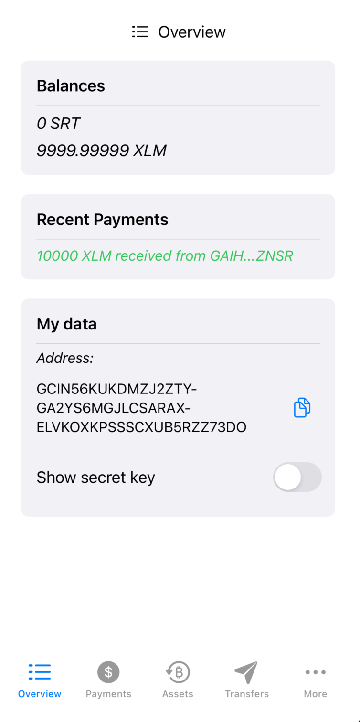 Overview
Balances
0 SRT
9999.99999 XLM
Recent Payments
10000 XLM received from GAIH...ZNSR
My data
Address:
GCIN56KUKDMZJ2ZTY-
GA2YS6MGJLCSARAX-
ELVKOXKPSSSCXUB5RZZ73DO
Show secret key
Overview Payments Assets Transfers More